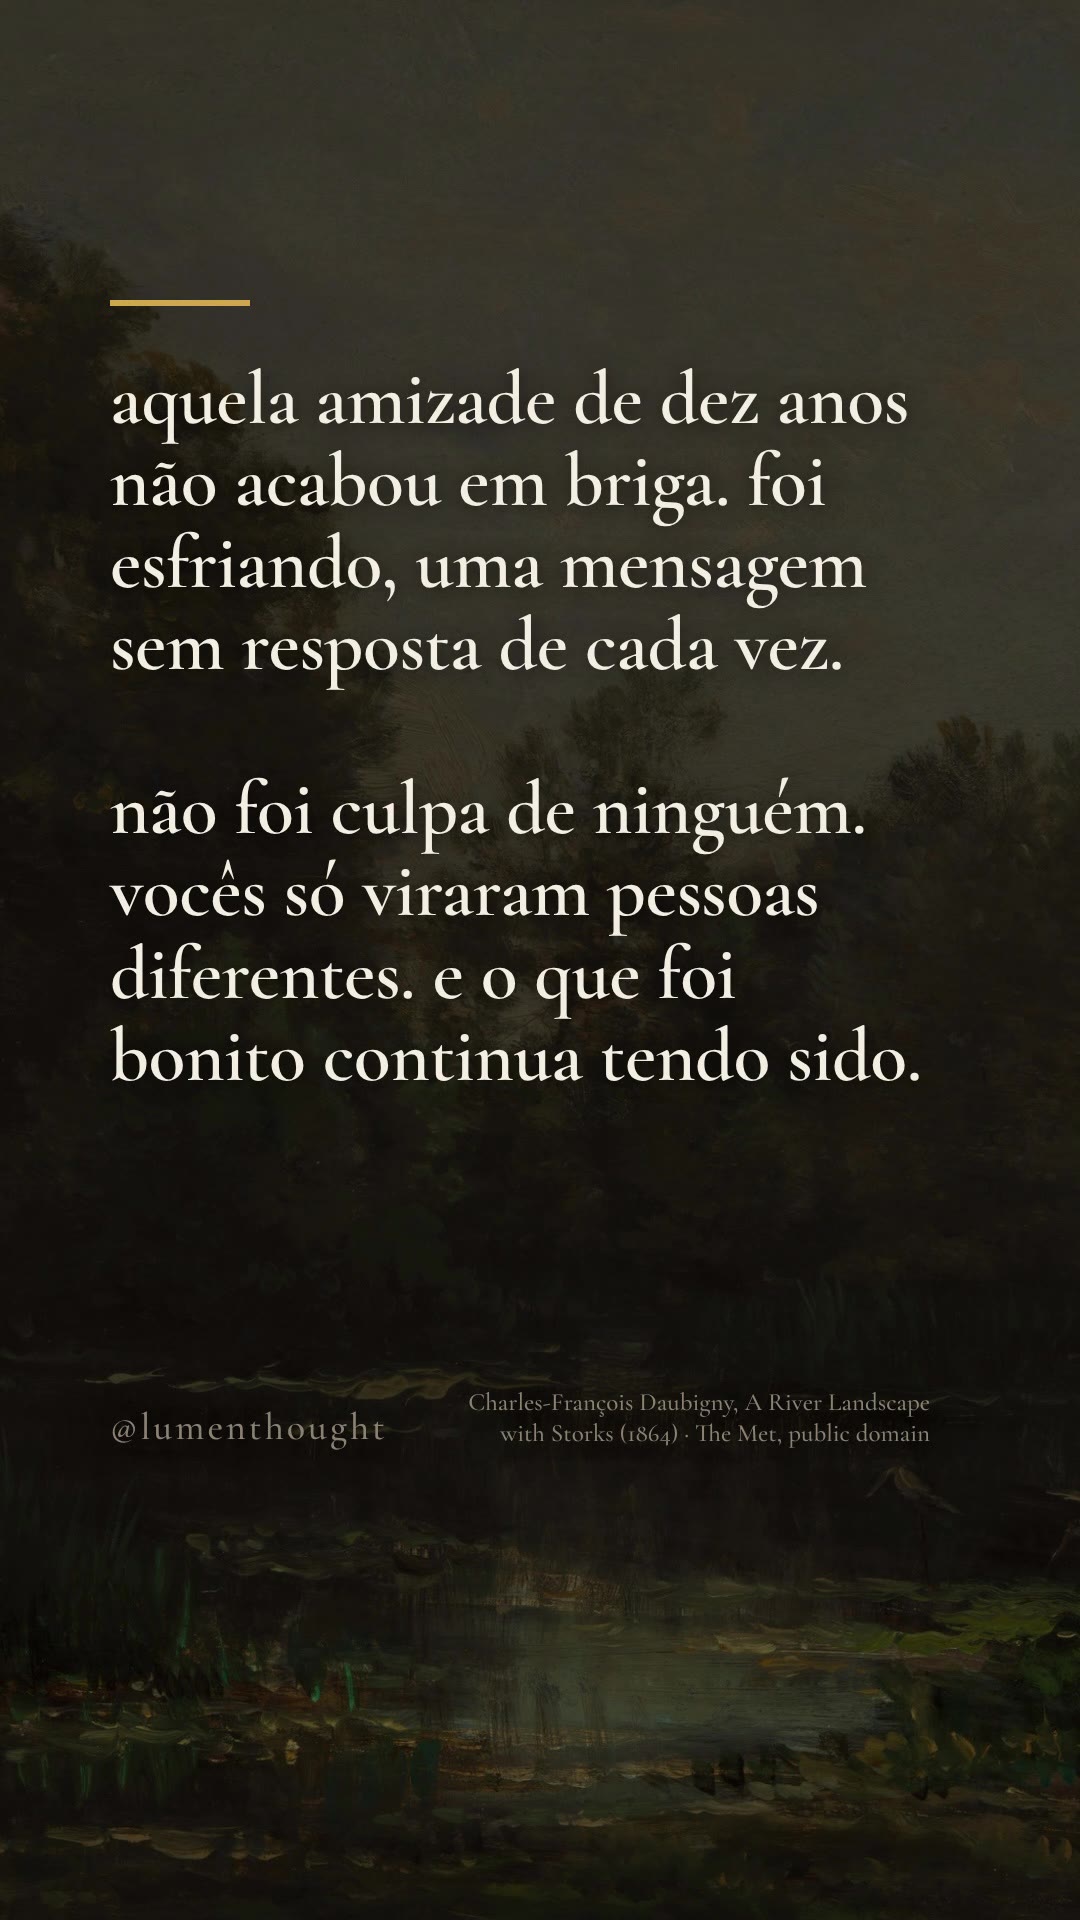 aquela amizade de dez anos
não acabou em briga. foi
esfriando, uma mensagem
sem resposta de cada vez.
não foi culpa de ninguém.
vocês só viraram pessoas
diferentes. e o que foi
bonito continua tendo sido.
@lumenthought
Charles-François Daubigny, A River Landscape
with Storks (1864) · The Met, public domain